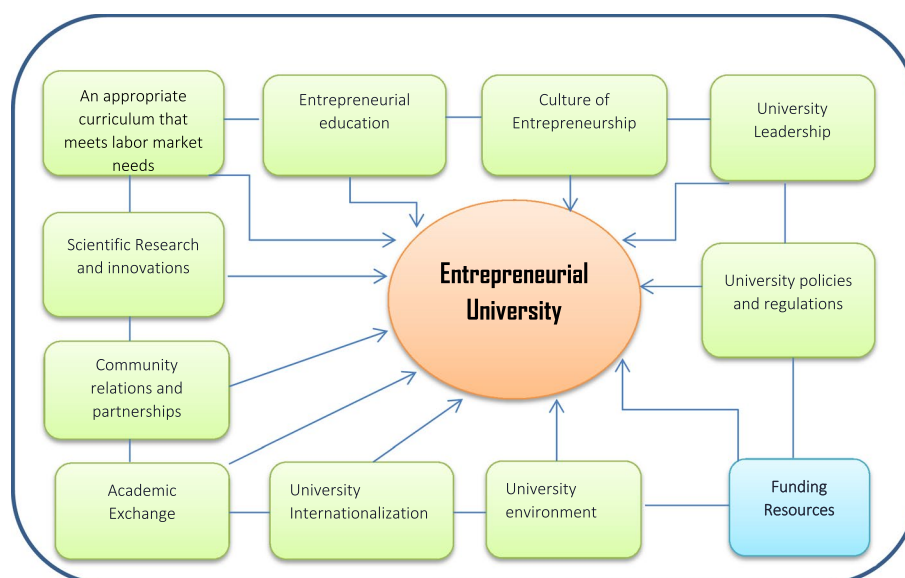 An appropriate
curriculum that
meets labor market
needs
Entrepreneurial
education
Culture of
Entrepreneurship
University
Leadership
Scientific Research
and innovations
Entrepreneurial
University
University policies
and regulations
Community
relations and
partnerships
Academic
Exchange
University
Internationalization
University
environment
Funding
Resources